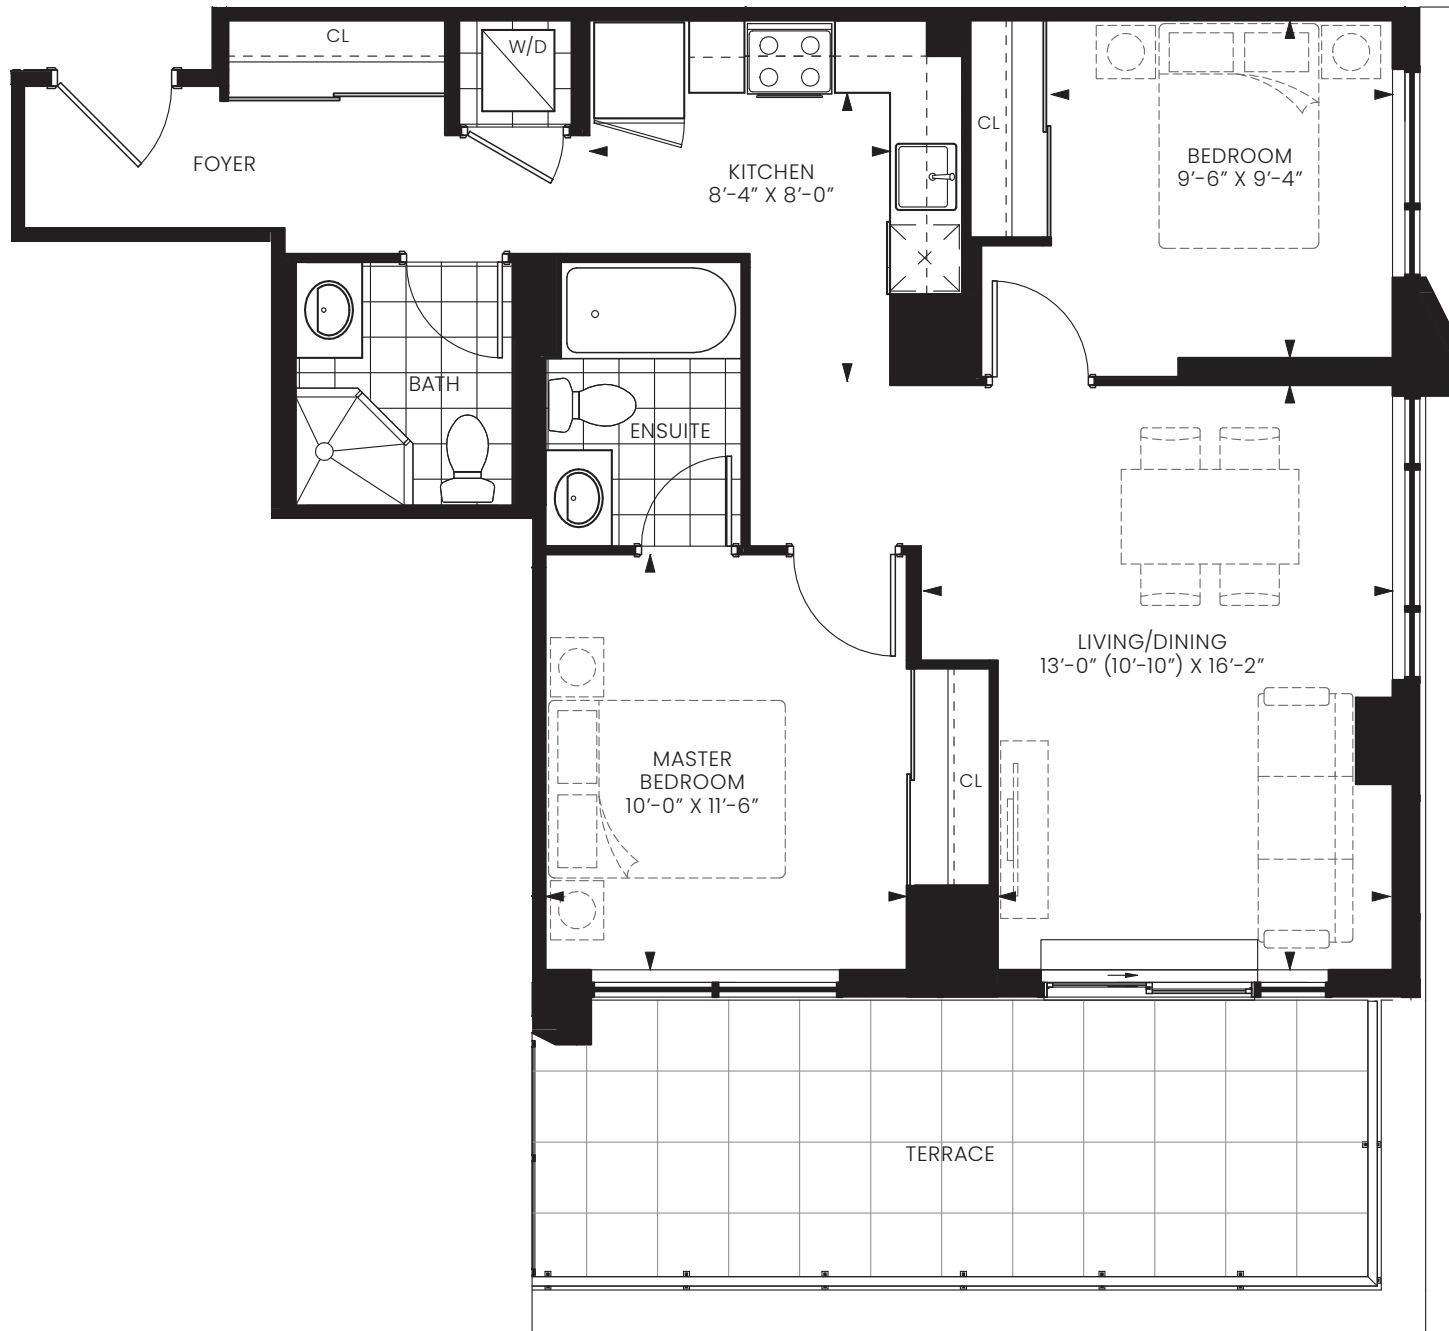 CL
W/D
CL
FOYER
KITCHEN
8'-4" X 8'-0"
BEDROOM
9'-6" X 9'-4"
BATH
ENSUITE
LIVING/DINING
13'-0" (10'-10") X 16'-2"
MASTER
BEDROOM
10'-0" X 11'-6"
CL
TERRACE